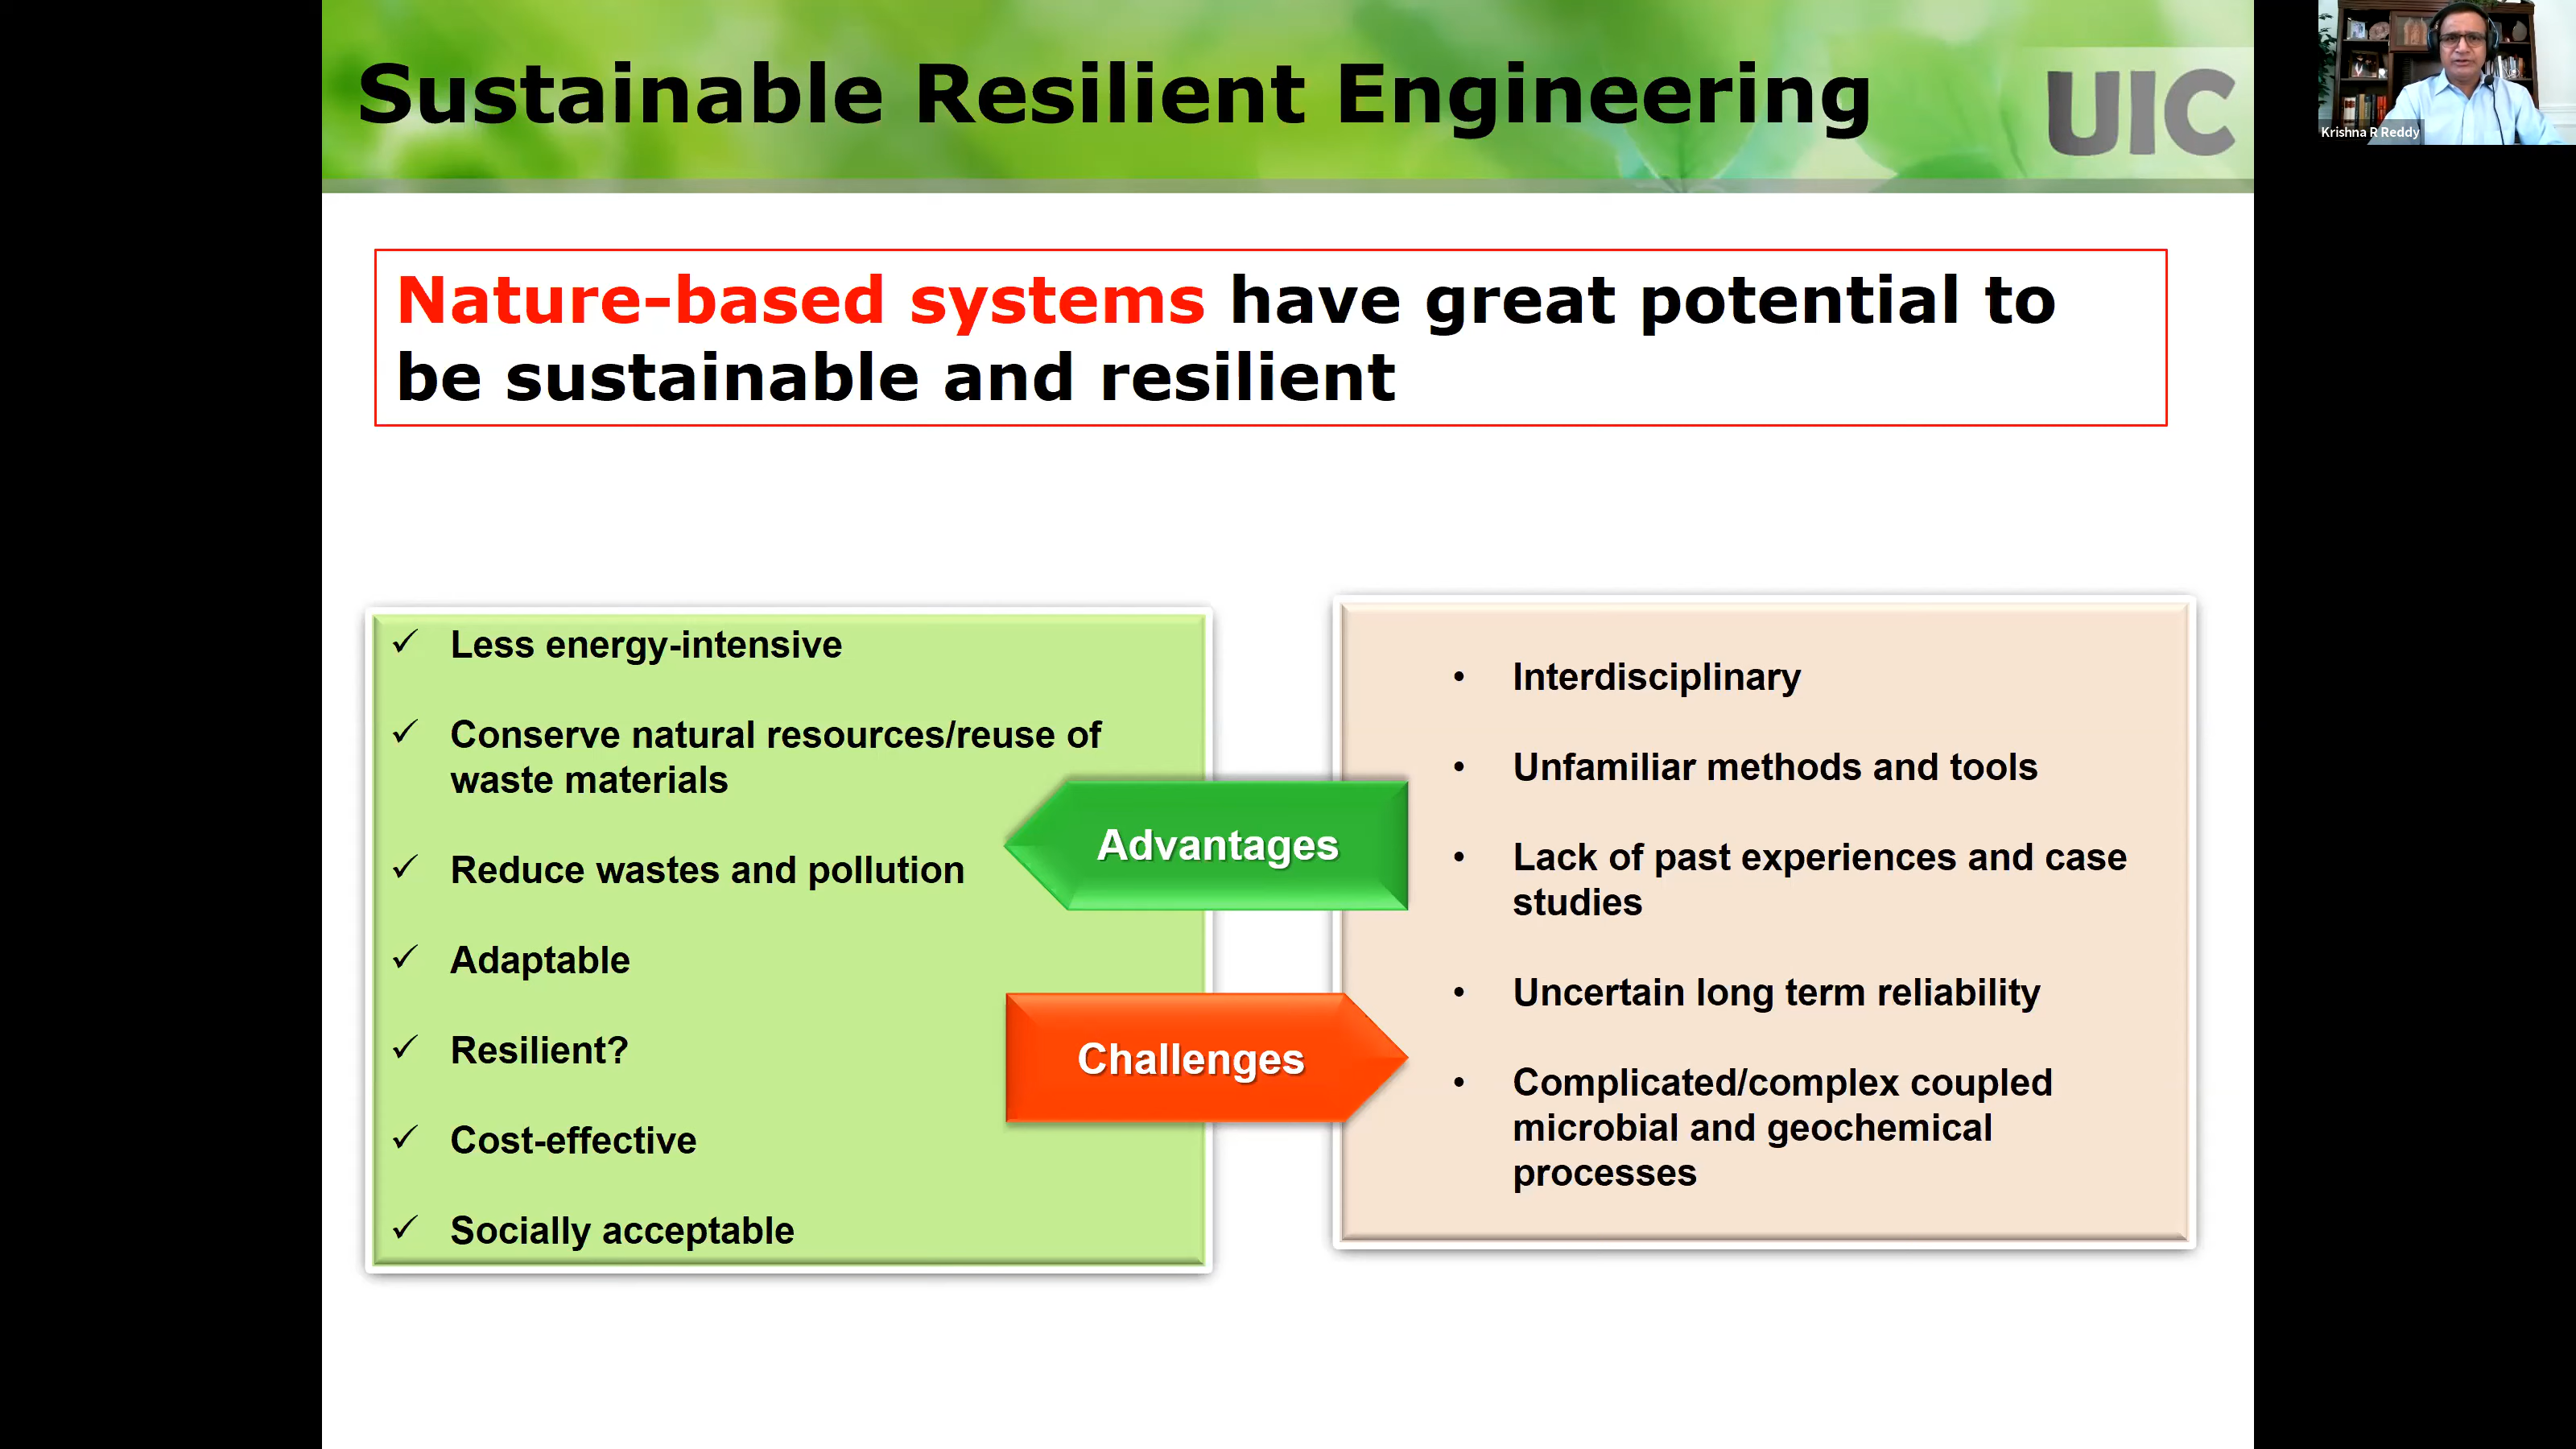 Sustainable Resilient Engineering
UIC
Krishna R Reddy
Nature-based systems have great potential to
be sustainable and resilient
✓ Less energy-intensive
✓ Conserve natural resources/reuse of
waste materials
✓ Reduce wastes and pollution
✓ Adaptable
✓ Resilient?
✓ Cost-effective
✓ Socially acceptable
Advantages
Challenges
• Interdisciplinary
• Unfamiliar methods and tools
• Lack of past experiences and case
studies
• Uncertain long term reliability
• Complicated/complex coupled
microbial and geochemical
processes